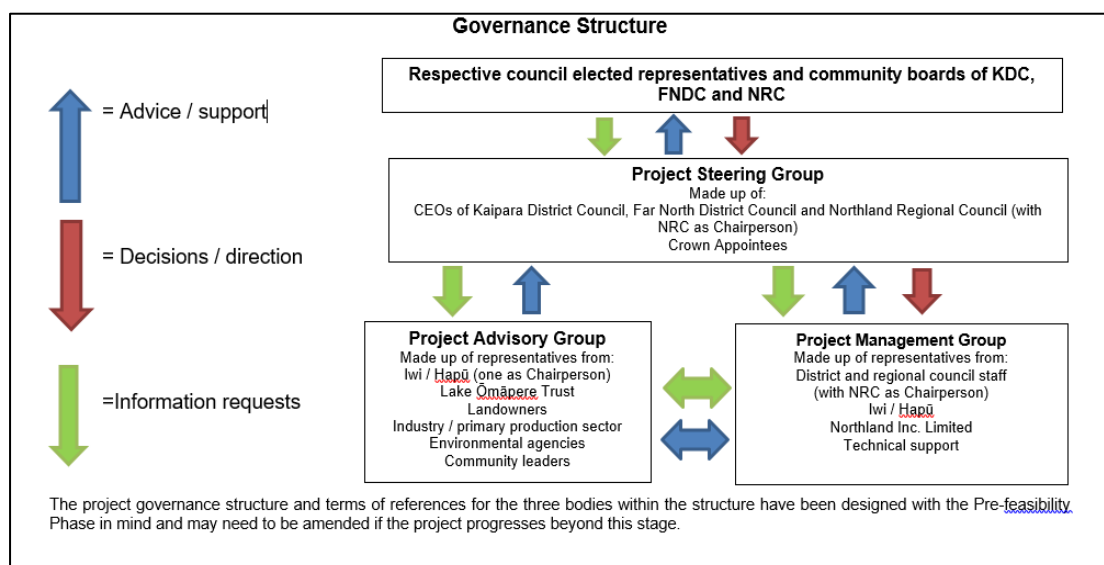 Governance Structure
Respective council elected representatives and community boards of KDC,
FNDC and NRC
= Advice / support
= Decisions / direction
=Information requests
Project Steering Group
Made up of:
CEOs of Kaipara District Council, Far North District Council and Northland Regional Council (with
NRC as Chairperson)
Crown Appointees
Project Advisory Group
Made up of representatives from:
Iwi / Hapū (one as Chairperson)
Lake Ōmāpere Trust
Landowners
Industry / primary production sector
Environmental agencies
Community leaders
Project Management Group
Made up of representatives from:
District and regional council staff
(with NRC as Chairperson)
Iwi / Hapū
Northland Inc. Limited
Technical support
The project governance structure and terms of references for the three bodies within the structure have been designed with the Pre-feasibility
Phase in mind and may need to be amended if the project progresses beyond this stage.